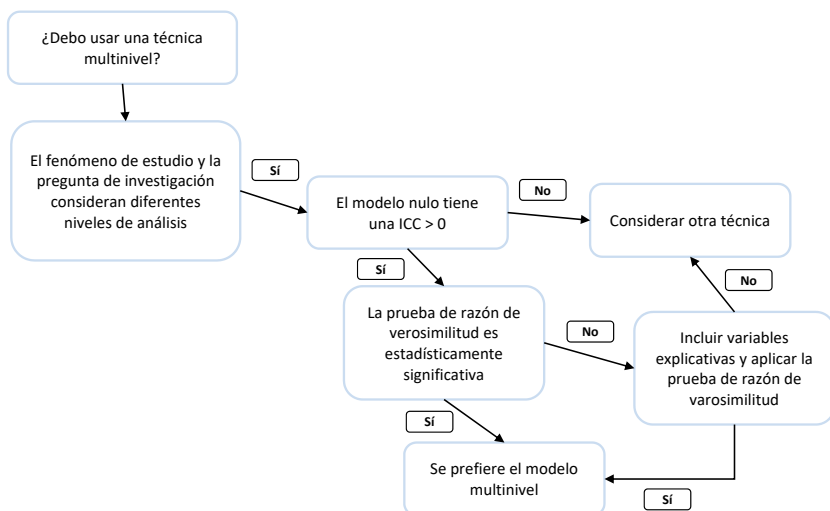 ¿Debo usar una técnica
multinivel?
El fenómeno de estudio y la
pregunta de investigación
consideran diferentes
niveles de análisis
Sí
El modelo nulo tiene
una ICC > 0
No
Considerar otra técnica
Sí
No
La prueba de razón de
verosimilitud es
estadísticamente
significativa
No
Incluir variables
explicativas y aplicar la
prueba de razón de
varosimilitud
Sí
Se prefiere el modelo
multinivel
Sí